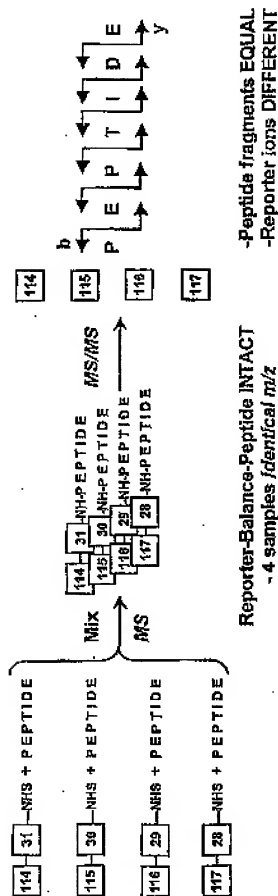 114 31 —NHS + PEPTIDE
115 30 —NHS + PEPTIDE
116 29 —NHS + PEPTIDE
117 28 —NHS + PEPTIDE
Mix
MS
114 31 -NH-PEPTIDE
115 30 -NH-PEPTIDE
116 29 -NH-PEPTIDE
117 28 -NH-PEPTIDE
Reporter-Balance-Peptide INTACT
- 4 samples identical m/z
MS/MS
114
115
116
117
b
P E P T I D E
y
-Peptide fragments EQUAL
-Reporter ions DIFFERENT